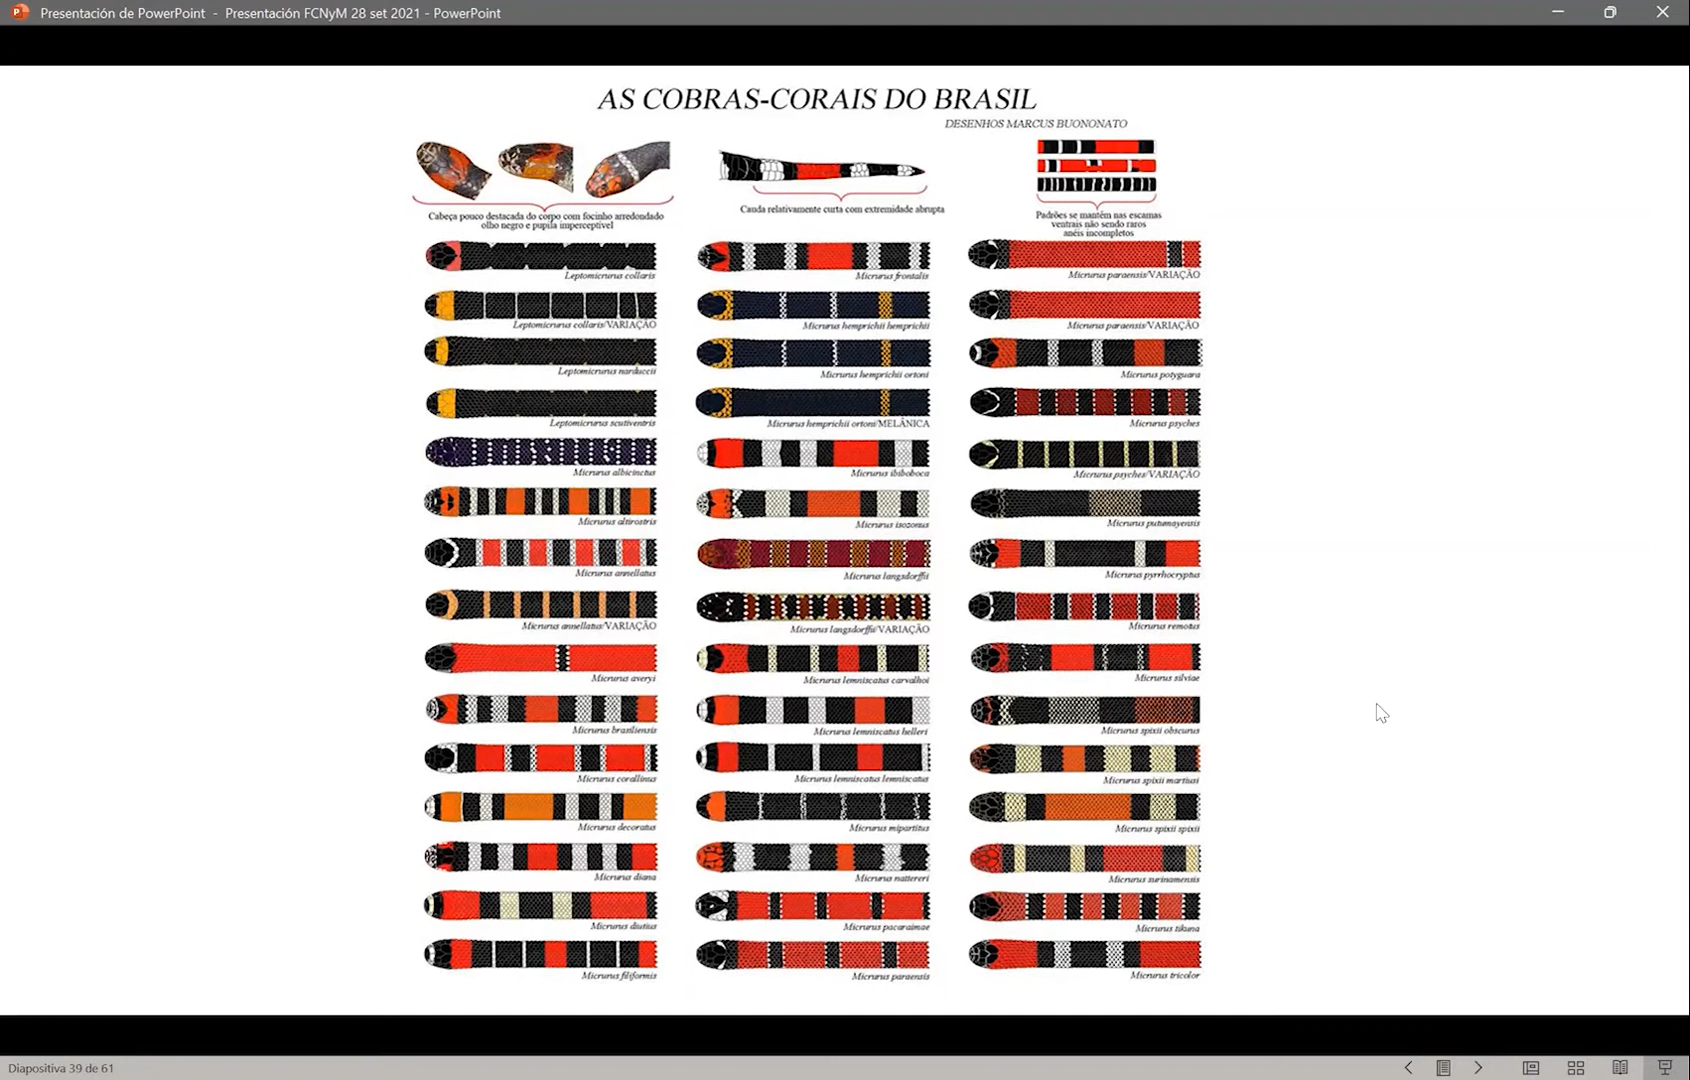 Presentación de PowerPoint - Presentación FCNyM 28 set 2021 - PowerPoint
AS COBRAS-CORAIS DO BRASIL
DESENHOS MARCUS BUONONATO
Cabeça pouco destacada do corpo com focinho arredondado
olho negro e pupila imperceptível
Cauda relativamente curta com extremidade abrupta
Padrões se mantêm nas escamas
ventrais não sendo raros
anéis incompletos
Leptomicrurus collaris
Leptomicrurus collaris/VARIAÇÃO
Leptomicrurus narduccii
Leptomicrurus scutiventris
Micrurus albicinctus
Micrurus altirostris
Micrurus annellatus
Micrurus annellatus/VARIAÇÃO
Micrurus averyi
Micrurus brasiliensis
Micrurus corallinus
Micrurus decoratus
Micrurus diana
Micrurus diutius
Micrurus filiformis
Micrurus frontalis
Micrurus hemprichii hemprichii
Micrurus hemprichii ortoni
Micrurus hemprichii ortoni/MELÂNICA
Micrurus ibiboboca
Micrurus isozonus
Micrurus langsdorffii
Micrurus langsdorffii/VARIAÇÃO
Micrurus lemniscatus carvalhoi
Micrurus lemniscatus helleri
Micrurus lemniscatus lemniscatus
Micrurus mipartitus
Micrurus nattereri
Micrurus pacaraimae
Micrurus paraensis
Micrurus paraensis/VARIAÇÃO
Micrurus paraensis/VARIAÇÃO
Micrurus potyguara
Micrurus psyches
Micrurus psyches/VARIAÇÃO
Micrurus putumayensis
Micrurus pyrrhocryptus
Micrurus remotus
Micrurus silviae
Micrurus spixii obscurus
Micrurus spixii martiusi
Micrurus spixii spixii
Micrurus surinamensis
Micrurus tikuna
Micrurus tricolor
Diapositiva 39 de 61